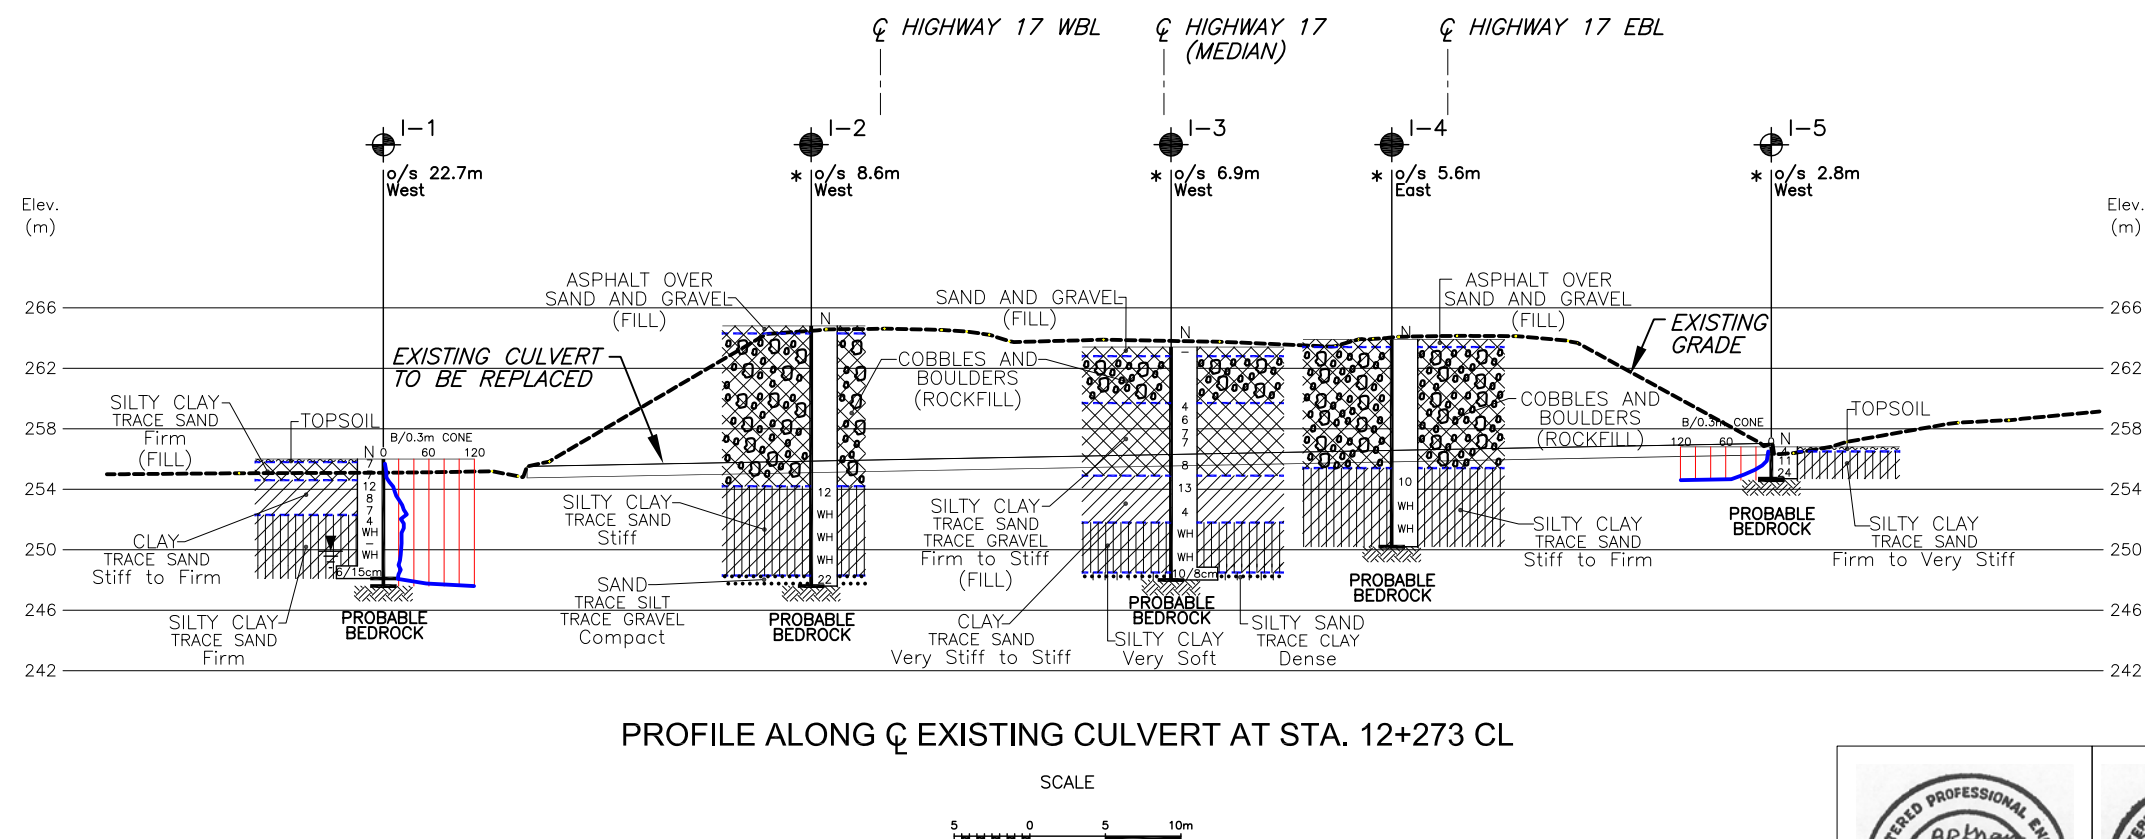 ℄ HIGHWAY 17 WBL
℄ HIGHWAY 17
(MEDIAN)
℄ HIGHWAY 17 EBL
I-1
o/s 22.7m
West
I-2
* o/s 8.6m
West
I-3
* o/s 6.9m
West
I-4
* o/s 5.6m
East
I-5
* o/s 2.8m
West
Elev.
(m)
Elev.
(m)
266
262
258
254
250
246
242
266
262
258
254
250
246
242
ASPHALT OVER
SAND AND GRAVEL
(FILL)
SAND AND GRAVEL
(FILL)
ASPHALT OVER
SAND AND GRAVEL
(FILL)
EXISTING
GRADE
EXISTING CULVERT
TO BE REPLACED
COBBLES AND
BOULDERS
(ROCKFILL)
COBBLES AND
BOULDERS
(ROCKFILL)
SILTY CLAY
TRACE SAND
Firm
(FILL)
TOPSOIL
B/0.3m CONE
N 0 60 120
7
7
12
8
7
4
WH
-
WH
6/15cm
N
12
WH
WH
WH
22
N
-
4
6
7
7
8
13
4
WH
WH
10/8cm
N
10
WH
WH
B/0.3m CONE
120 60 0 N
11
24
TOPSOIL
CLAY
TRACE SAND
Stiff to Firm
SILTY CLAY
TRACE SAND
Firm
PROBABLE
BEDROCK
SILTY CLAY
TRACE SAND
Stiff
SAND
TRACE SILT
TRACE GRAVEL
Compact
PROBABLE
BEDROCK
SILTY CLAY
TRACE SAND
TRACE GRAVEL
Firm to Stiff
(FILL)
CLAY
TRACE SAND
Very Stiff to Stiff
PROBABLE
BEDROCK
SILTY CLAY
Very Soft
SILTY SAND
TRACE CLAY
Dense
PROBABLE
BEDROCK
SILTY CLAY
TRACE SAND
Stiff to Firm
PROBABLE
BEDROCK
SILTY CLAY
TRACE SAND
Firm to Very Stiff
PROFILE ALONG ℄ EXISTING CULVERT AT STA. 12+273 CL
SCALE
5 0 5 10m
PROFESSIONAL